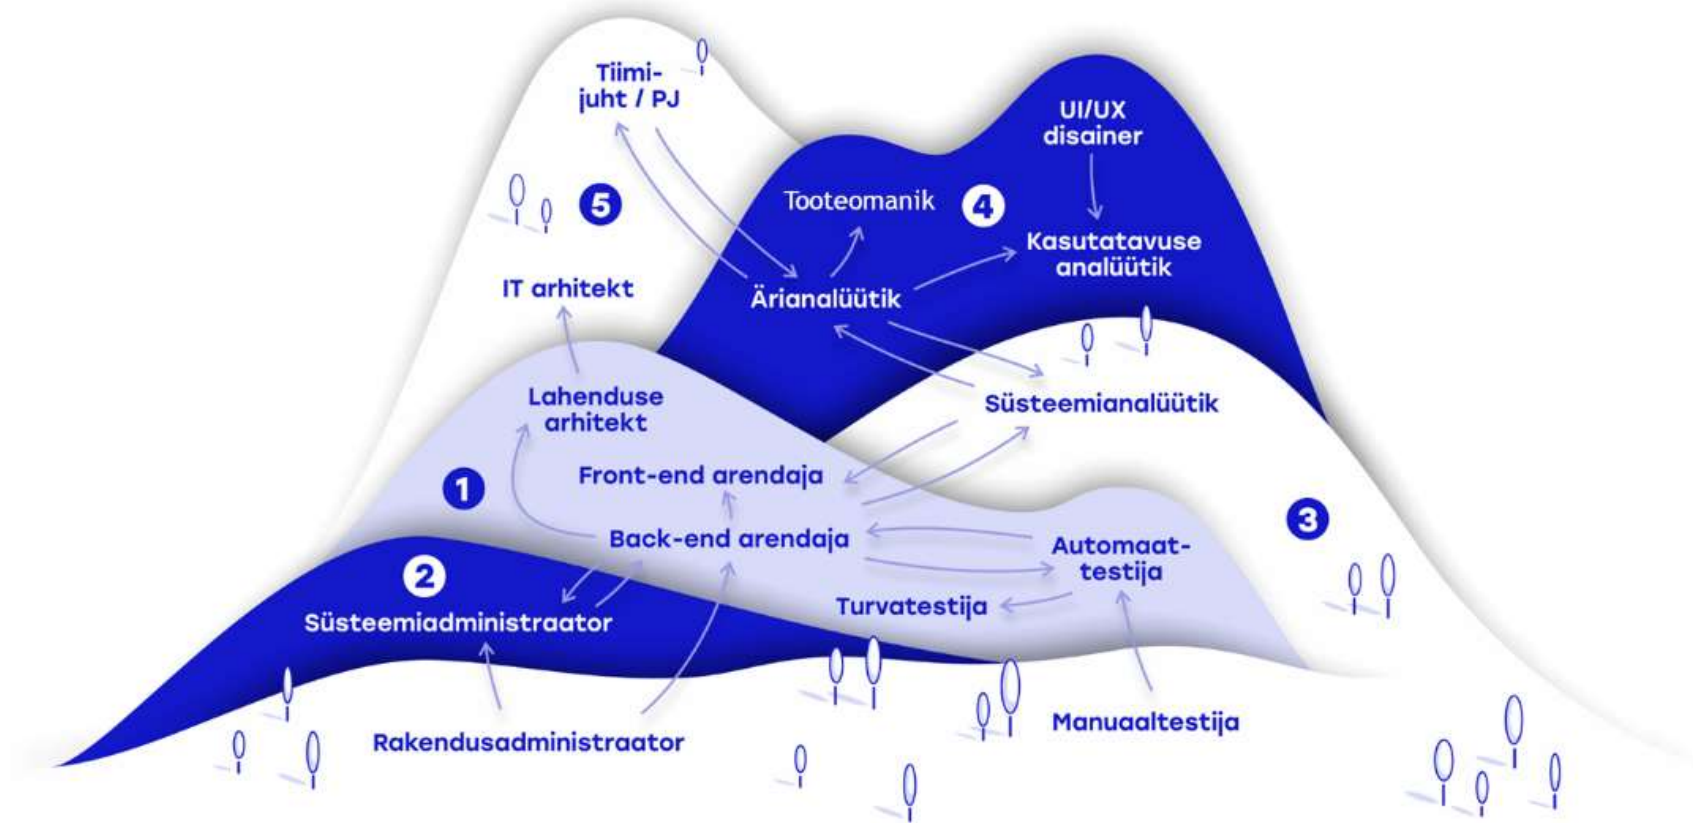 Tiimi-
juht / PJ
UI/UX
disainer
5
Tooteomanik
4
Kasutatavuse
analüütik
IT arhitekt
Ärianalüütik
Lahenduse
arhitekt
Süsteemianalüütik
Front-end arendaja
1
3
Back-end arendaja
Automaat-
testija
2
Turvatestija
Süsteemiadministraator
Manuaaltestija
Rakendusadministraator